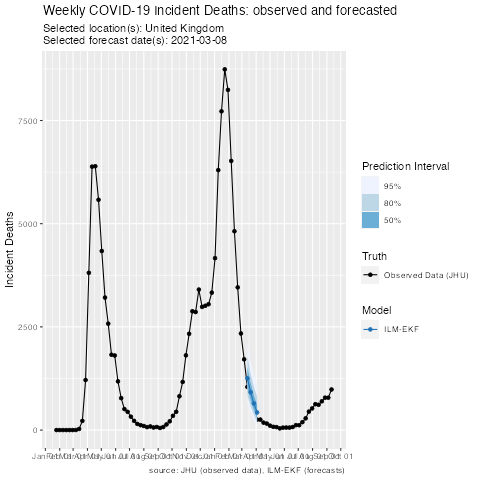 Weekly COVID-19 Incident Deaths: observed and forecasted
Selected location(s): United Kingdom
Selected forecast date(s): 2021-03-08
Incident Deaths
7500
5000
2500
0
Prediction Interval
95%
80%
50%
Truth
Observed Data (JHU)
Model
ILM-EKF
source: JHU (observed data), ILM-EKF (forecasts)